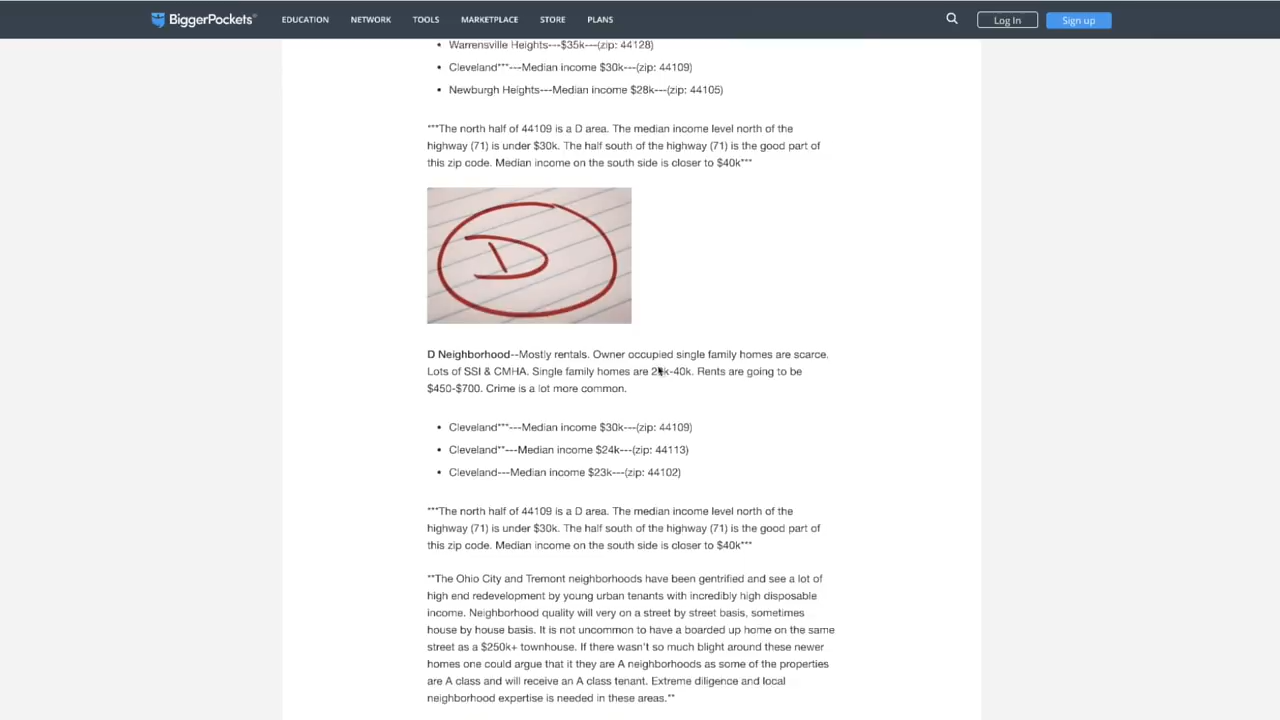 BiggerPockets®
EDUCATION NETWORK TOOLS MARKETPLACE STORE PLANS
Log In
Sign up
• Warrensville Heights---$35k---(zip: 44128)
• Cleveland***---Median income $30k---(zip: 44109)
• Newburgh Heights---Median income $28k---(zip: 44105)
***The north half of 44109 is a D area. The median income level north of the
highway (71) is under $30k. The half south of the highway (71) is the good part of
this zip code. Median income on the south side is closer to $40k***
D
D Neighborhood--Mostly rentals. Owner occupied single family homes are scarce.
Lots of SSI & CMHA. Single family homes are Rents are going to be
$450-$700. Crime is a lot more common.
• Cleveland***---Median income $30k---(zip: 44109)
• Cleveland**---Median income $24k---(zip: 44113)
• Cleveland---Median income $23k---(zip: 44102)
***The north half of 44109 is a D area. The median income level north of the
highway (71) is under $30k. The half south of the highway (71) is the good part of
this zip code. Median income on the south side is closer to $40k***
**The Ohio City and Tremont neighborhoods have been gentrified and see a lot of
high end redevelopment by young urban tenants with incredibly high disposable
income. Neighborhood quality will very on a street by street basis, sometimes
house by house basis. It is not uncommon to have a boarded up home on the same
street as a $250k+ townhouse. If there wasn't so much blight around these newer
homes one could argue that it they are A neighborhoods as some of the properties
are A class and will receive an A class tenant. Extreme diligence and local
neighborhood expertise is needed in these areas.**